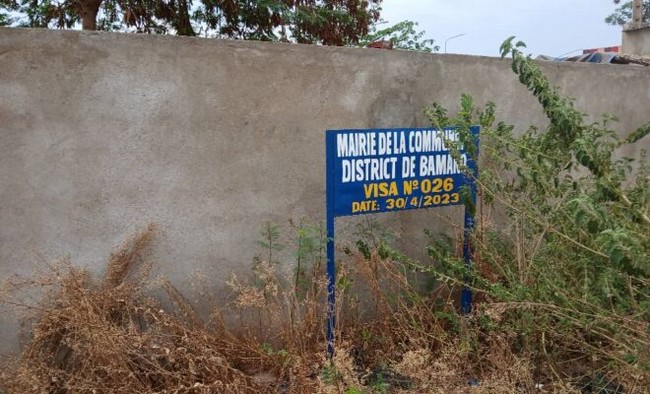 MAIRIE DE LA COMMUNE
DISTRICT DE BAMAKO
VISA Nº 026
DATE: 30/4/2023